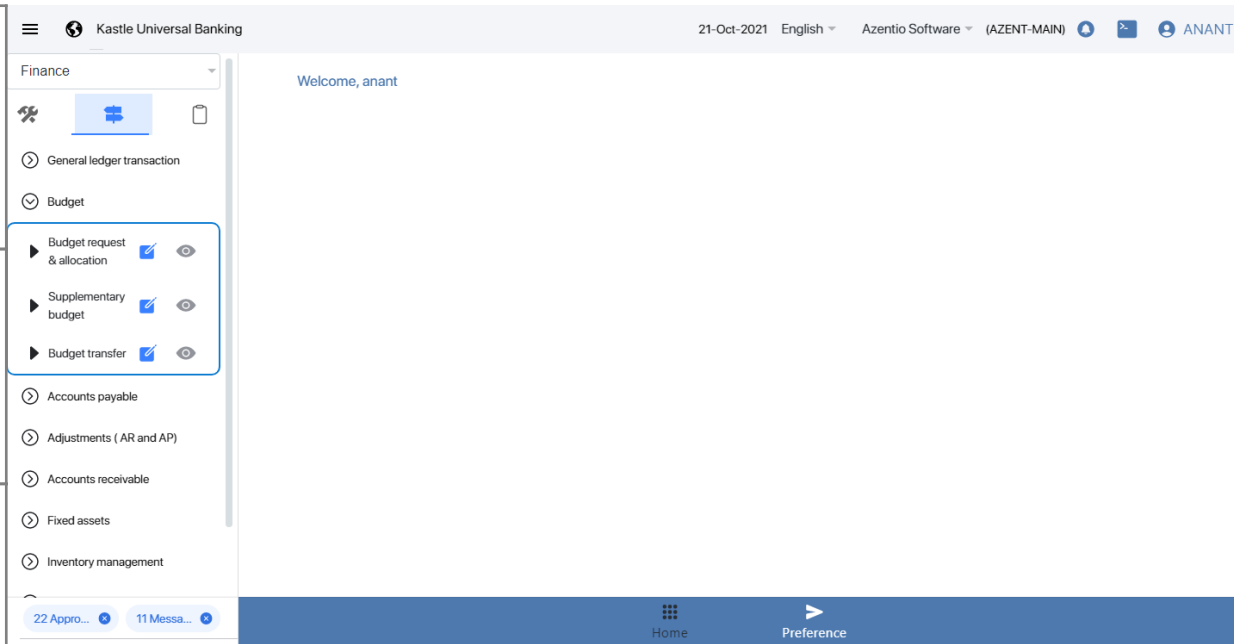 Kastle Universal Banking
21-Oct-2021 English Azentio Software (AZENT-MAIN) ANANT
Finance
Welcome, anant
General ledger transaction
Budget
Budget request
& allocation
Supplementary
budget
Budget transfer
Accounts payable
Adjustments ( AR and AP)
Accounts receivable
Fixed assets
Inventory management
22 Appro... 11 Messa...
Home
Preference